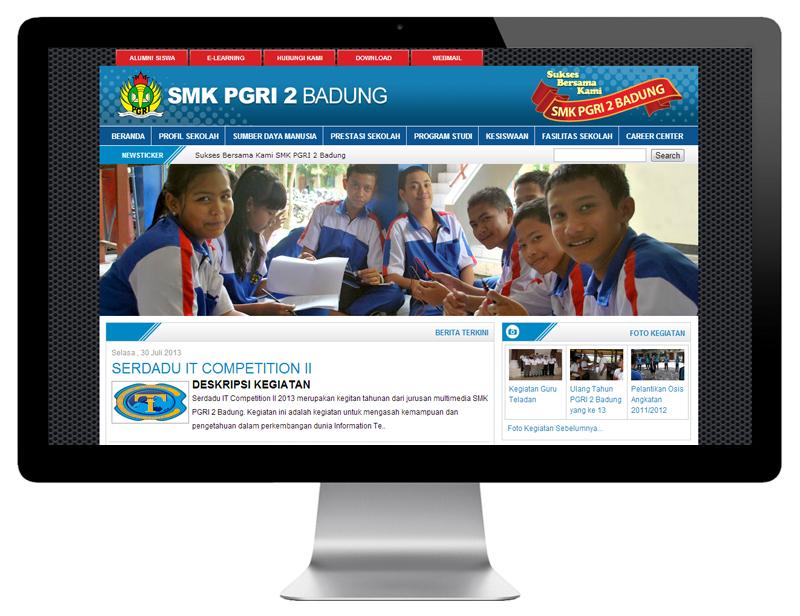 ALUMNI SISWA
E-LEARNING
HUBUNGI KAMI
DOWNLOAD
WEBMAIL
PGRI
SMK PGRI 2 BADUNG
Sukses
Bersama
Kami
SMK PGRI 2 BADUNG
BERANDA
PROFIL SEKOLAH
SUMBER DAYA MANUSIA
PRESTASI SEKOLAH
PROGRAM STUDI
KESISWAAN
FASILITAS SEKOLAH
CAREER CENTER
NEWSTICKER
Sukses Bersama Kami SMK PGRI 2 Badung
Search
BERITA TERKINI
Selasa , 30 Juli 2013
SERDADU IT COMPETITION II
DESKRIPSI KEGIATAN
Serdadu IT Competition II 2013 merupakan kegitan tahunan dari jurusan multimedia SMK
PGRI 2 Badung. Kegiatan ini adalah kegiatan untuk mengasah kemampuan dan
pengetahuan dalam perkembangan dunia Information Te..
FOTO KEGIATAN
Kegiatan Guru
Teladan
Ulang Tahun
PGRI 2 Badung
yang ke 13
Pelantikan Osis
Angkatan
2011/2012
Foto Kegiatan Sebelumnya...